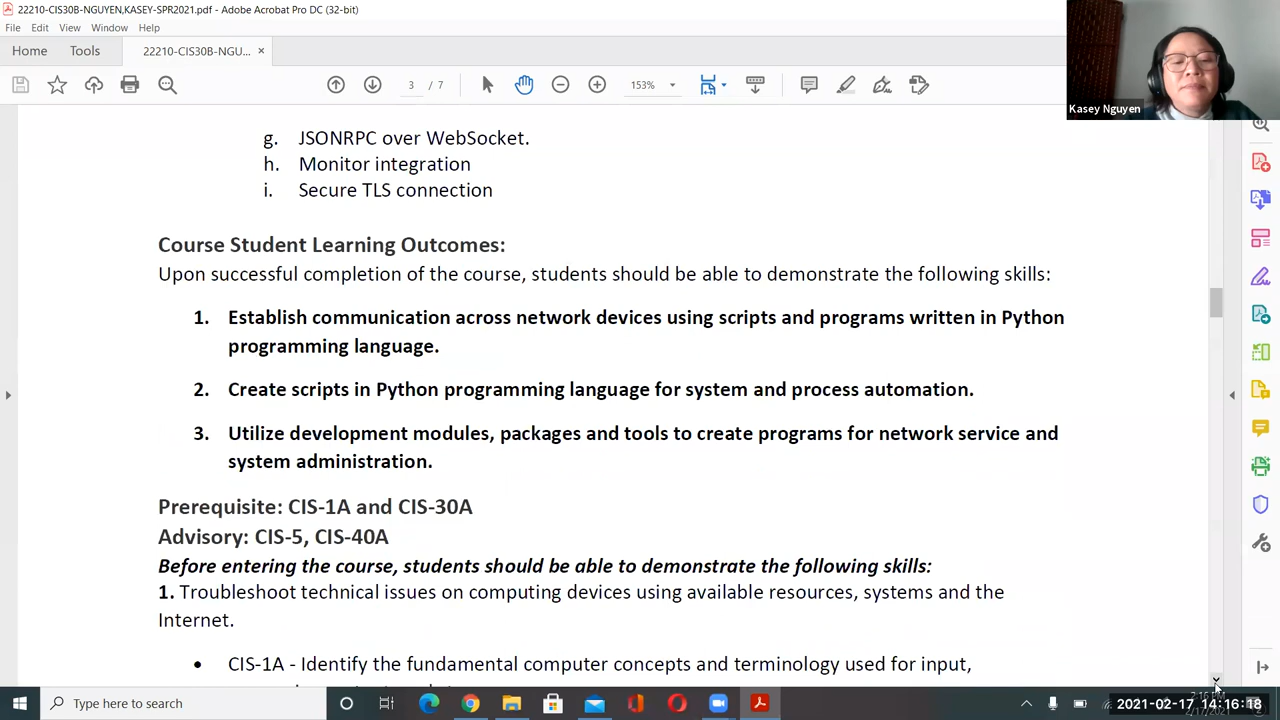 22210-CIS30B-NGUYEN,KASEY-SPR2021.pdf - Adobe Acrobat Pro DC (32-bit)
File Edit View Window Help
Home Tools 22210-CIS30B-NGU... ×
3 / 7 153%
Kasey Nguyen
g. JSONRPC over WebSocket.
h. Monitor integration
i. Secure TLS connection
Course Student Learning Outcomes:
Upon successful completion of the course, students should be able to demonstrate the following skills:
1. Establish communication across network devices using scripts and programs written in Python
programming language.
2. Create scripts in Python programming language for system and process automation.
3. Utilize development modules, packages and tools to create programs for network service and
system administration.
Prerequisite: CIS-1A and CIS-30A
Advisory: CIS-5, CIS-40A
Before entering the course, students should be able to demonstrate the following skills:
1. Troubleshoot technical issues on computing devices using available resources, systems and the
Internet.
• CIS-1A - Identify the fundamental computer concepts and terminology used for input,
Type here to search
2:16 PM
2021-02-17 14:16:18